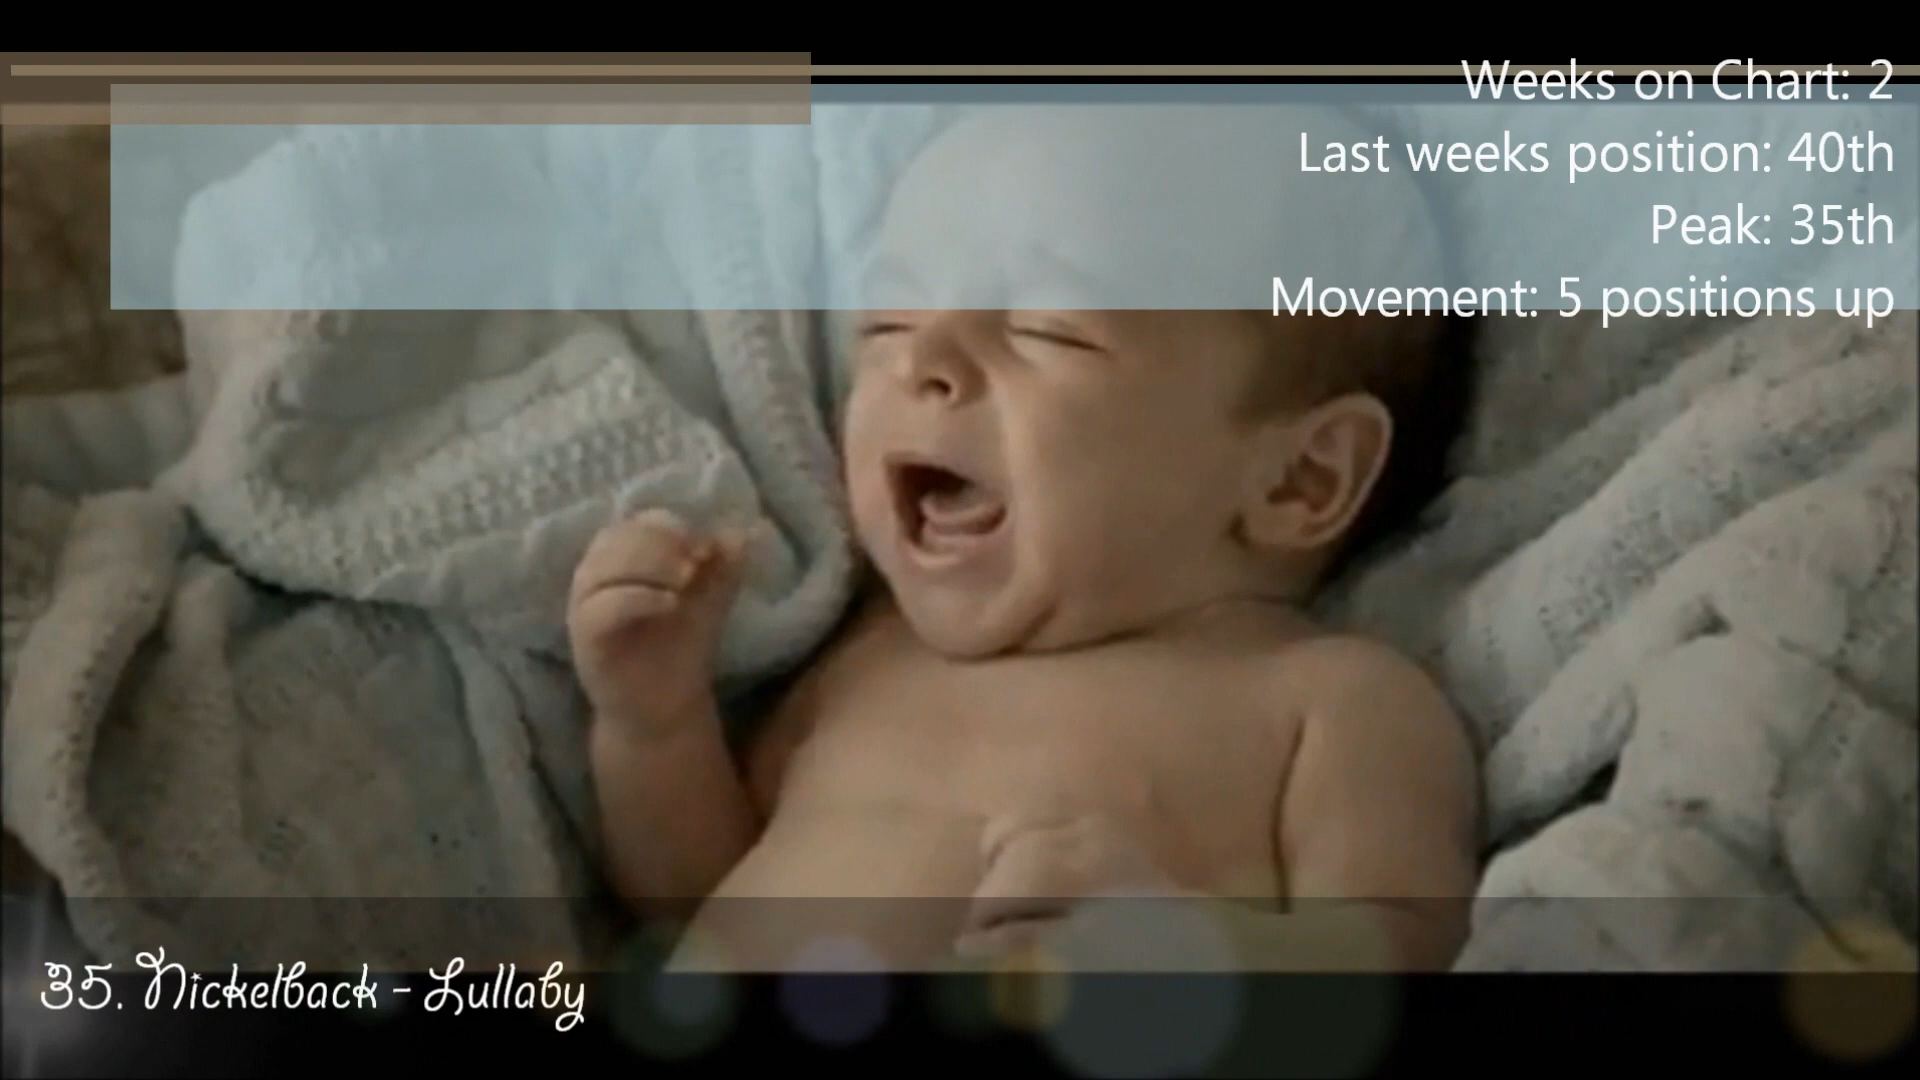 Weeks on Chart: 2
Last weeks position: 40th
Peak: 35th
Movement: 5 positions up
35. Nickelback - Lullaby